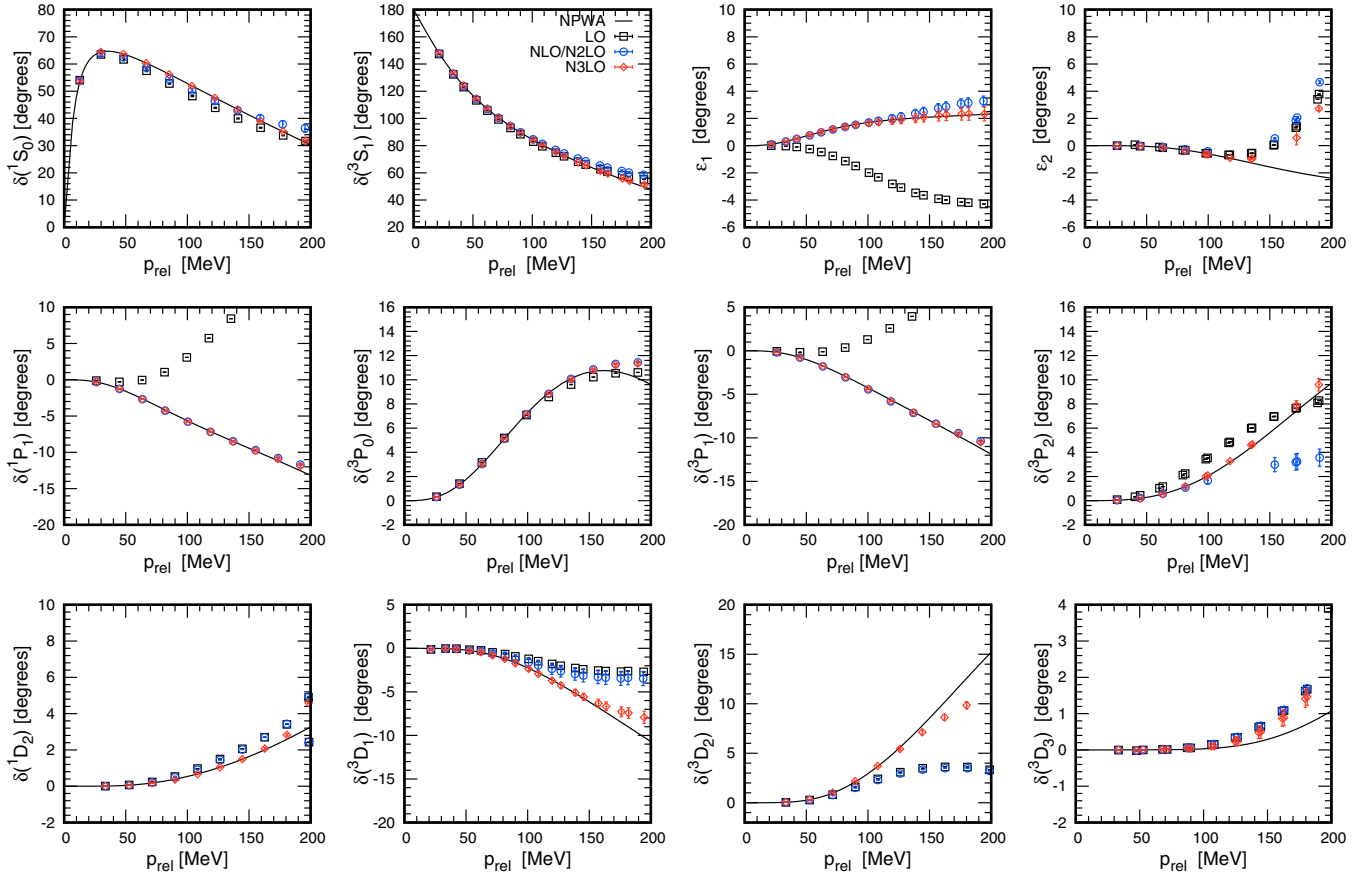 δ(¹S₀) [degrees]
80
70
60
50
40
30
20
10
0
0 50 100 150 200
p_rel [MeV]
δ(³S₁) [degrees]
180
160
140
120
100
80
60
40
20
NPWA
LO
NLO/N2LO
N3LO
0 50 100 150 200
p_rel [MeV]
ε₁ [degrees]
6
4
2
0
-2
-4
-6
0 50 100 150 200
p_rel [MeV]
ε₂ [degrees]
6
4
2
0
-2
-4
-6
0 50 100 150 200
p_rel [MeV]
δ(¹P₁) [degrees]
10
5
0
-5
-10
-15
-20
0 50 100 150 200
p_rel [MeV]
δ(³P₀) [degrees]
16
14
12
10
8
6
4
2
0
-2
0 50 100 150 200
p_rel [MeV]
δ(³P₁) [degrees]
5
0
-5
-10
-15
-20
0 50 100 150 200
p_rel [MeV]
δ(³P₂) [degrees]
16
14
12
10
8
6
4
2
0
-2
0 50 100 150 200
p_rel [MeV]
δ(¹D₂) [degrees]
10
8
6
4
2
0
-2
0 50 100 150 200
p_rel [MeV]
δ(³D₁) [degrees]
5
0
-5
-10
-15
-20
0 50 100 150 200
p_rel [MeV]
δ(³D₂) [degrees]
20
15
10
5
0
0 50 100 150 200
p_rel [MeV]
δ(³D₃) [degrees]
4
3
2
1
0
-1
-2
0 50 100 150 200
p_rel [MeV]